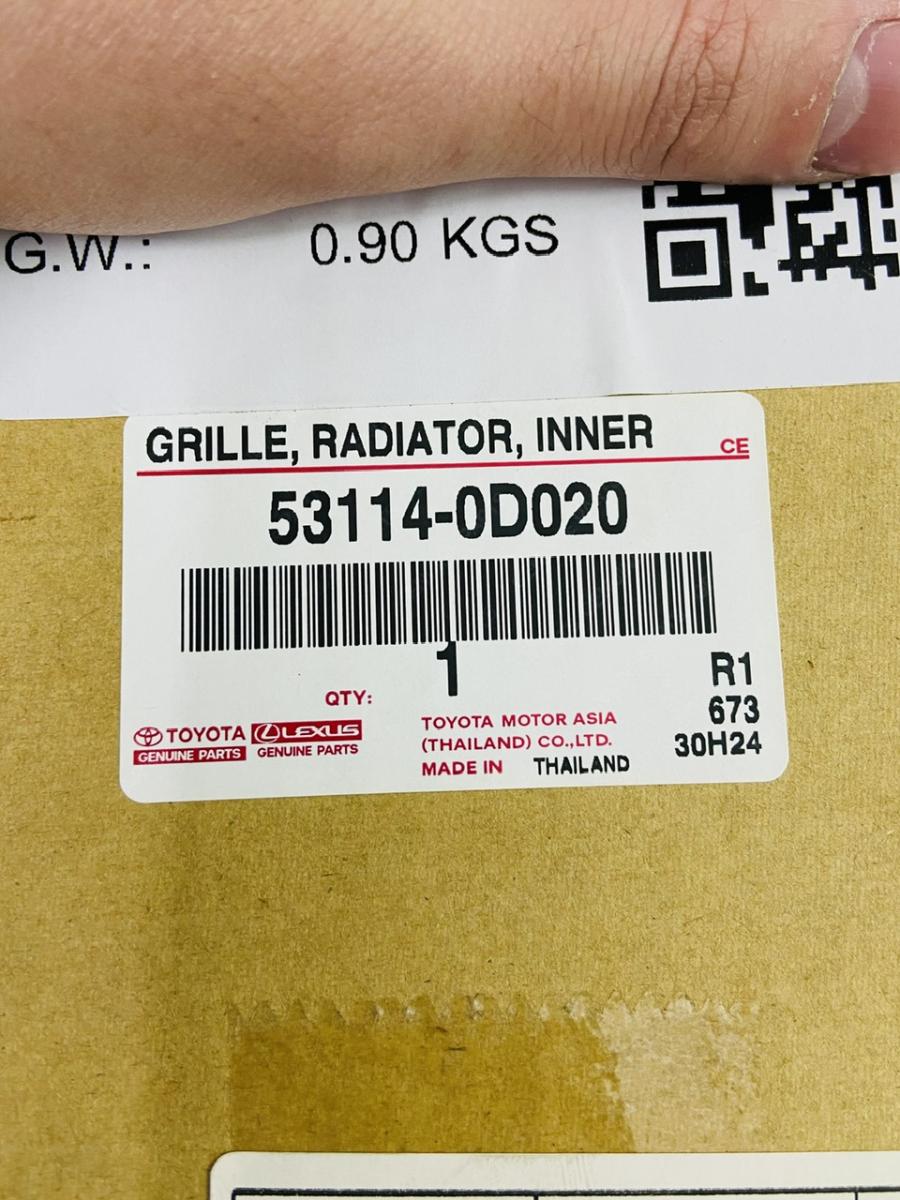 G.W.: 0.90 KGS
GRILLE, RADIATOR, INNER CE
53114-0D020
1
QTY:
R1
673
30H24
TOYOTA
GENUINE PARTS
LEXUS
GENUINE PARTS
TOYOTA MOTOR ASIA
(THAILAND) CO.,LTD.
MADE IN THAILAND